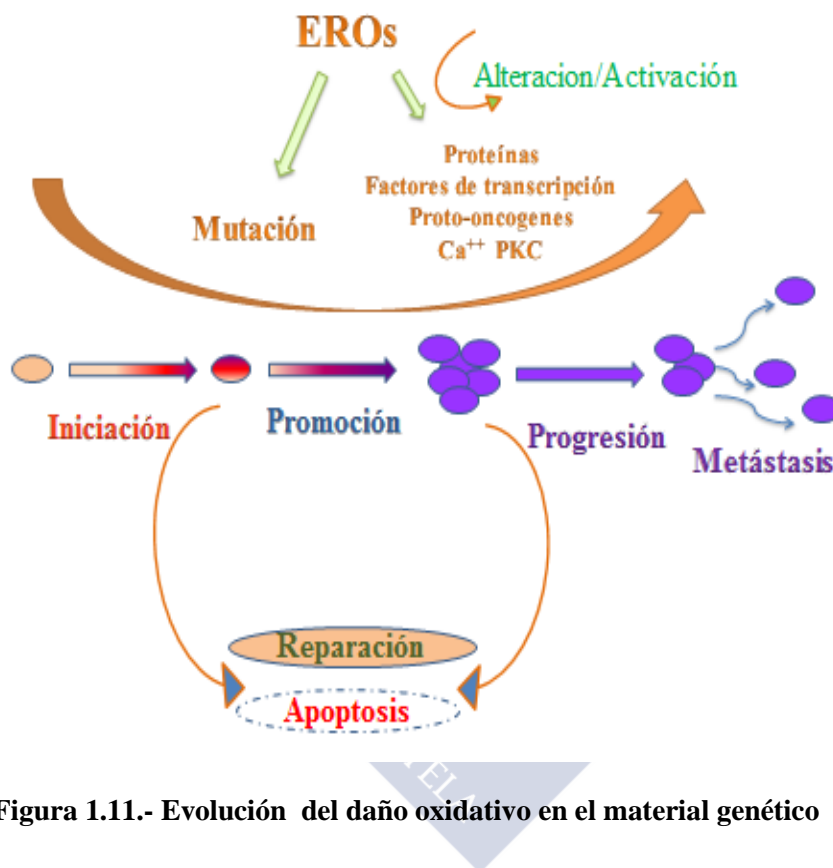 EROs
Alteracion/Activación
Proteínas
Factores de transcripción
Proto-oncogenes
Ca⁺⁺ PKC
Mutación
Iniciación
Promoción
Progresión
Metástasis
Reparación
Apoptosis
TELA
Figura 1.11.- Evolución del daño oxidativo en el material genético